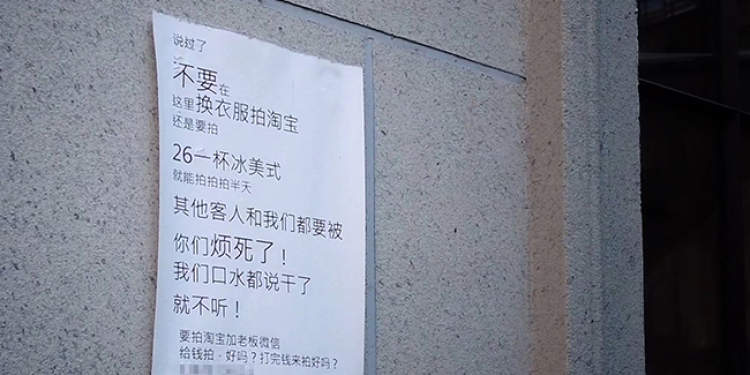 说过了
不要在
这里换衣服拍淘宝
还是要拍
26一杯冰美式
就能拍拍拍半天
其他客人和我们都要被
你们烦死了！
我们口水都说干了
就不听！
要拍淘宝加老板微信
给钱拍·好吗？打完钱来拍好吗？